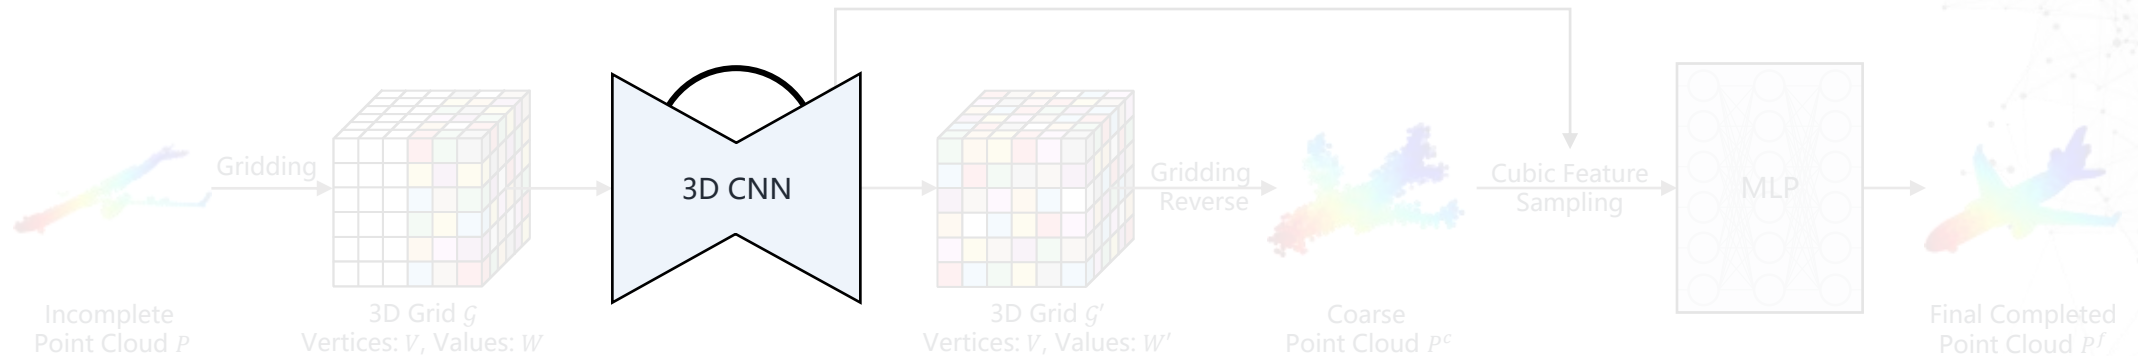 Gridding
3D CNN
Gridding
Reverse
Cubic Feature
Sampling
MLP
Incomplete
Point Cloud P
3D Grid 𝒢
Vertices: V, Values: W
3D Grid 𝒢′
Vertices: V, Values: W′
Coarse
Point Cloud Pᶜ
Final Completed
Point Cloud Pᶠ